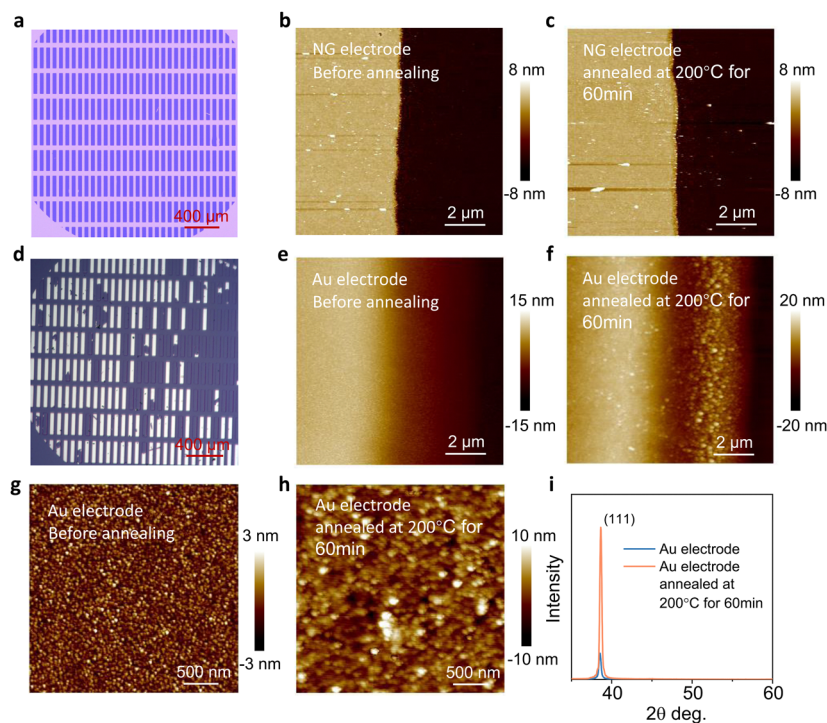 a
400 µm
b
NG electrode
Before annealing
2 µm
8 nm
-8 nm
c
NG electrode
annealed at 200°C for
60min
2 µm
8 nm
-8 nm
d
400 µm
e
Au electrode
Before annealing
2 µm
15 nm
-15 nm
f
Au electrode
annealed at 200°C for
60min
2 µm
20 nm
-20 nm
g
Au electrode
Before annealing
500 nm
3 nm
-3 nm
h
Au electrode
annealed at 200°C for
60min
500 nm
10 nm
-10 nm
i
(111)
Au electrode
Au electrode
annealed at
200°C for 60min
Intensity
40
50
60
2θ deg.